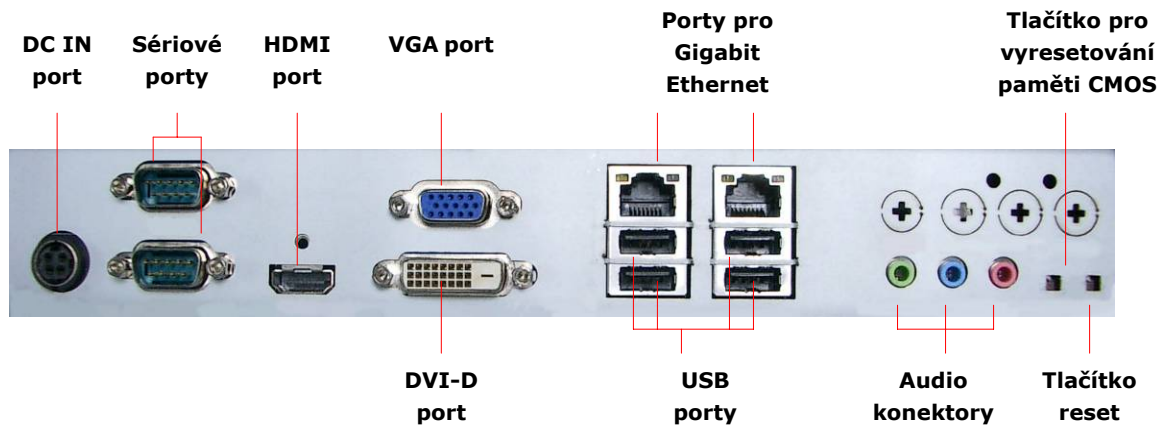 DC IN
port
Sériové
porty
HDMI
port
VGA port
Porty pro
Gigabit
Ethernet
Tlačítko pro
vyresetování
paměti CMOS
DVI-D
port
USB
porty
Audio
konektory
Tlačítko
reset